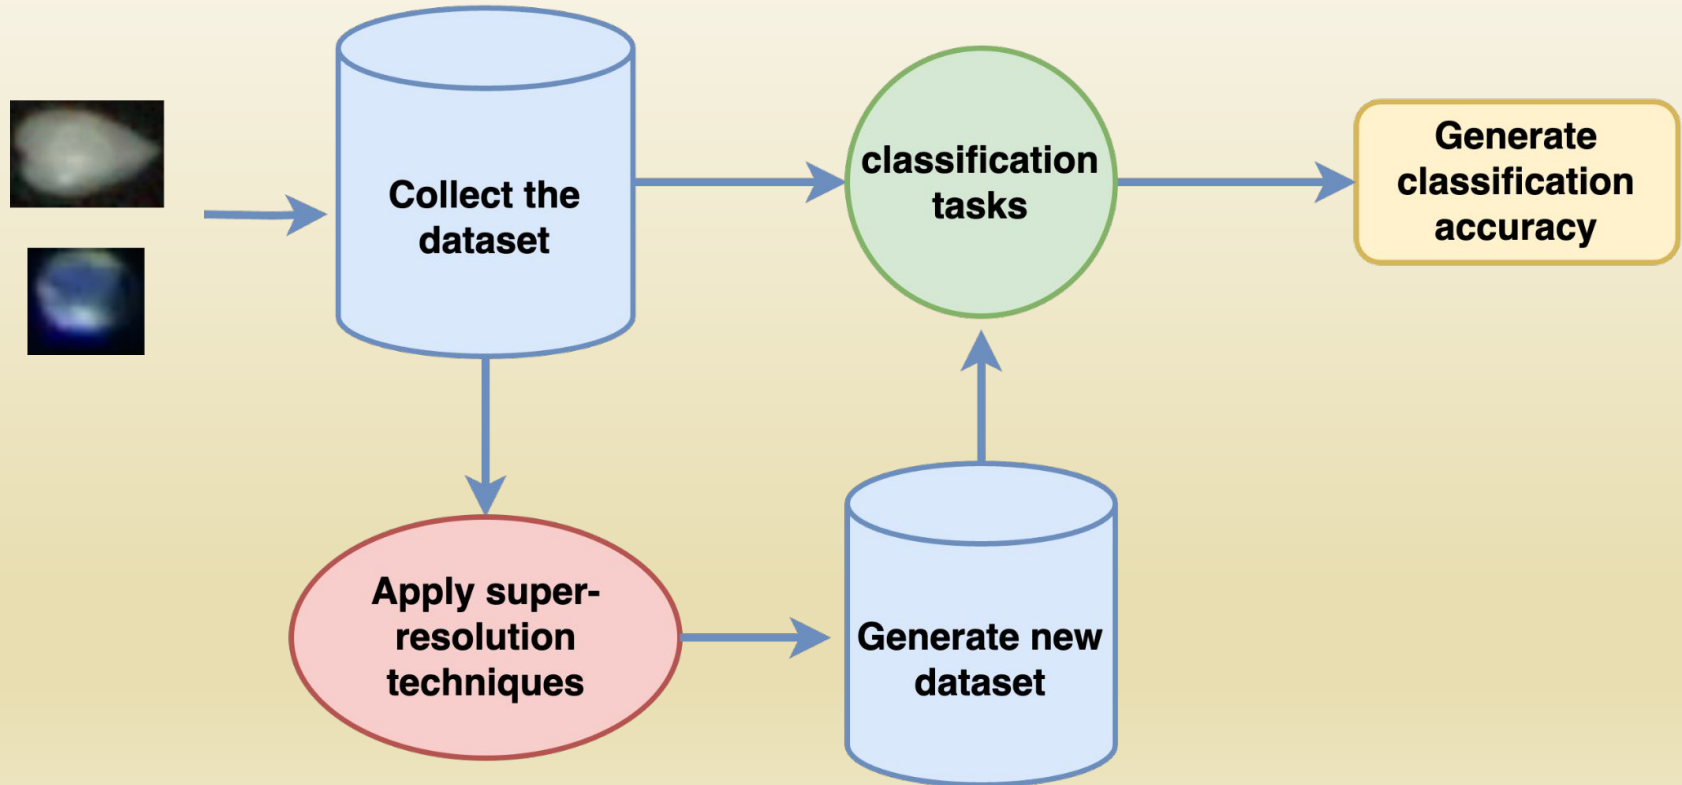 Collect the
dataset
classification
tasks
Generate
classification
accuracy
Apply super-
resolution
techniques
Generate new
dataset